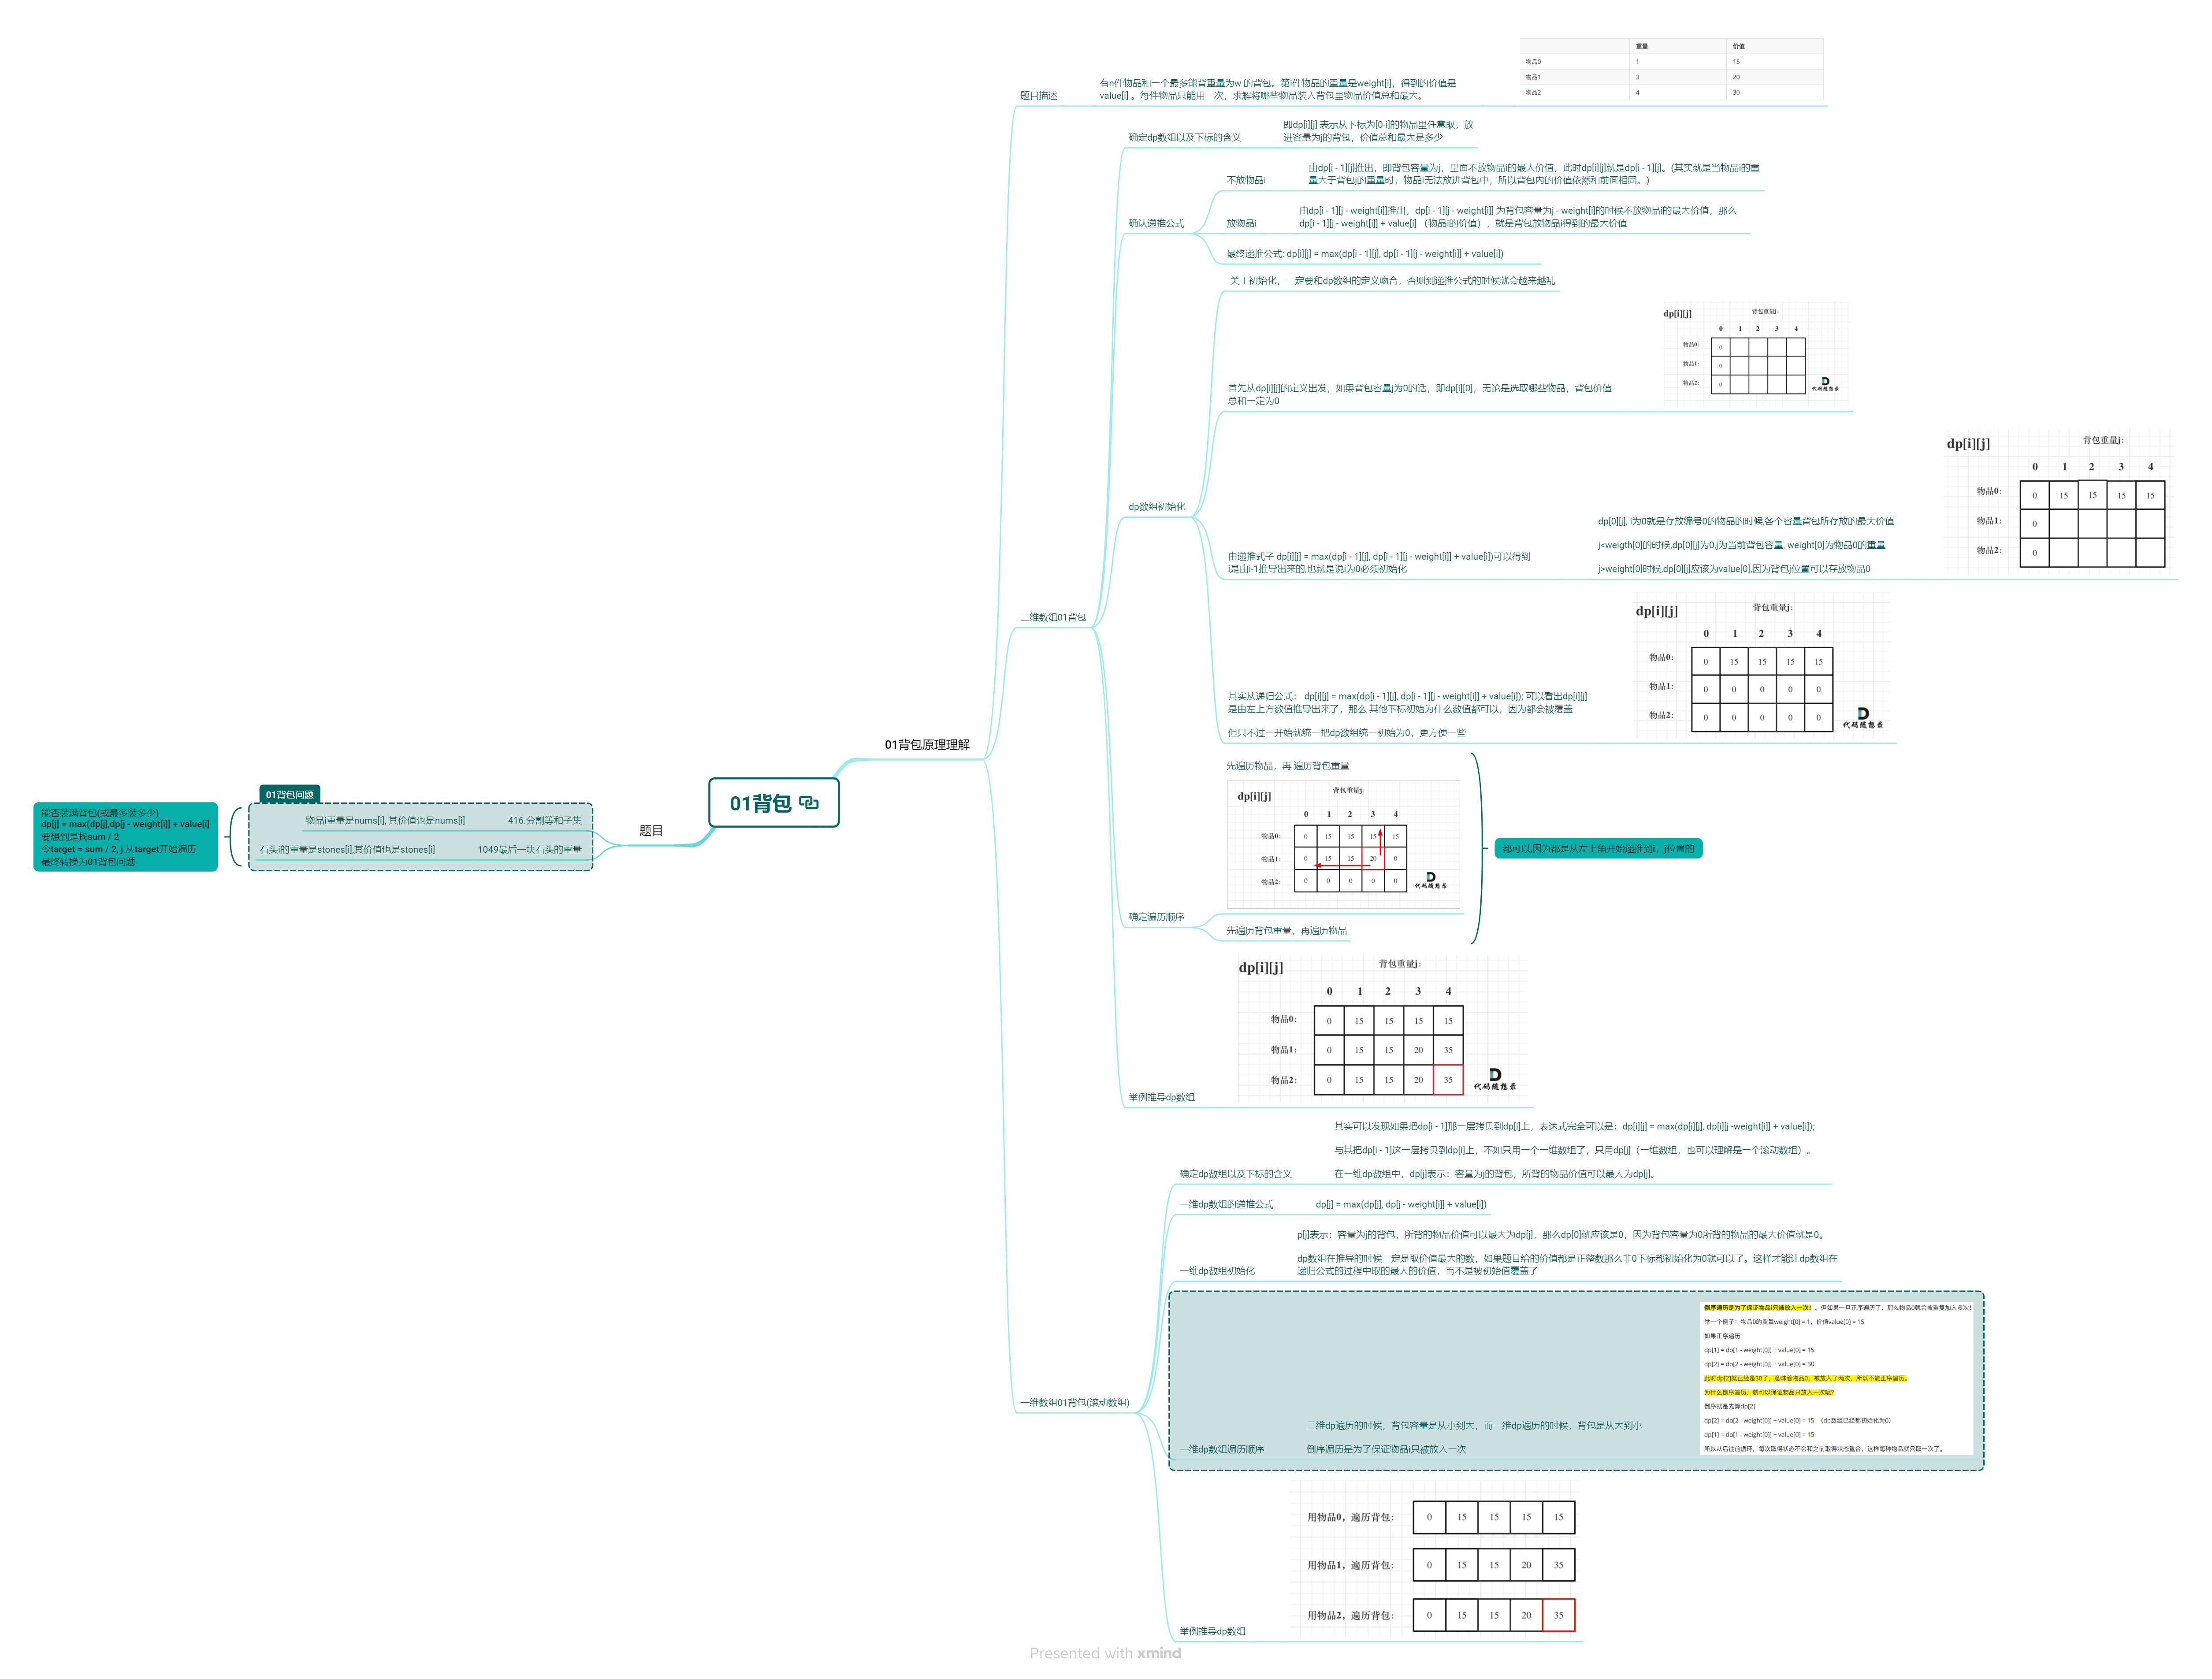 01背包
01背包原理理解
题目描述
有n件物品和一个最多能背重量为w 的背包。第i件物品的重量是weight[i]，得到的价值是
value[i] 。每件物品只能用一次，求解将哪些物品装入背包里物品价值总和最大。
重量 价值
物品0 1 15
物品1 3 20
物品2 4 30
二维数组01背包
确定dp数组以及下标的含义
即dp[i][j] 表示从下标为[0-i]的物品里任意取，放
进容量为j的背包，价值总和最大是多少
确认递推公式
不放物品i
由dp[i - 1][j]推出，即背包容量为j，里面不放物品i的最大价值，此时dp[i][j]就是dp[i - 1][j]。(其实就是当物品i的重
量大于背包j的重量时，物品i无法放进背包中，所以背包内的价值依然和前面相同。)
放物品i
由dp[i - 1][j - weight[i]]推出，dp[i - 1][j - weight[i]] 为背包容量为j - weight[i]的时候不放物品i的最大价值，那么
dp[i - 1][j - weight[i]] + value[i] （物品i的价值），就是背包放物品i得到的最大价值
最终递推公式: dp[i][j] = max(dp[i - 1][j], dp[i - 1][j - weight[i]] + value[i])
dp数组初始化
关于初始化，一定要和dp数组的定义吻合，否则到递推公式的时候就会越来越乱
首先从dp[i][j]的定义出发，如果背包容量j为0的话，即dp[i][0]，无论是选取哪些物品，背包价值
总和一定为0
dp[i][j] 背包重量j:
0 1 2 3 4
物品0: 0
物品1: 0
物品2: 0
代码随想录
由递推式子 dp[i][j] = max(dp[i - 1][j], dp[i - 1][j - weight[i]] + value[i])可以得到
i是由i-1推导出来的,也就是说i为0必须初始化
dp[0][j], i为0就是存放编号0的物品的时候,各个容量背包所存放的最大价值
j<weigth[0]的时候,dp[0][j]为0,j为当前背包容量, weight[0]为物品0的重量
j>weight[0]时候,dp[0][j]应该为value[0],因为背包j位置可以存放物品0
dp[i][j] 背包重量j:
0 1 2 3 4
物品0: 0 15 15 15 15
物品1: 0
物品2: 0
其实从递归公式： dp[i][j] = max(dp[i - 1][j], dp[i - 1][j - weight[i]] + value[i]); 可以看出dp[i][j]
是由左上方数值推导出来了，那么 其他下标初始为什么数值都可以，因为都会被覆盖
但只不过一开始就统一把dp数组统一初始为0，更方便一些
dp[i][j] 背包重量j:
0 1 2 3 4
物品0: 0 15 15 15 15
物品1: 0 0 0 0 0
物品2: 0 0 0 0 0
代码随想录
确定遍历顺序
先遍历物品，再 遍历背包重量
dp[i][j] 背包重量j:
0 1 2 3 4
物品0: 0 15 15 15 15
物品1: 0 15 15 20 0
物品2: 0 0 0 0 0
代码随想录
先遍历背包重量，再遍历物品
都可以,因为都是从左上角开始递推到i，j位置的
举例推导dp数组
dp[i][j] 背包重量j:
0 1 2 3 4
物品0: 0 15 15 15 15
物品1: 0 15 15 20 35
物品2: 0 15 15 20 35
代码随想录
一维数组01背包(滚动数组)
确定dp数组以及下标的含义
其实可以发现如果把dp[i - 1]那一层拷贝到dp[i]上，表达式完全可以是：dp[i][j] = max(dp[i][j], dp[i][j -weight[i]] + value[i]);
与其把dp[i - 1]这一层拷贝到dp[i]上，不如只用一个一维数组了，只用dp[j]（一维数组，也可以理解是一个滚动数组）。
在一维dp数组中，dp[j]表示：容量为j的背包，所背的物品价值可以最大为dp[j]。
一维dp数组的递推公式
dp[j] = max(dp[j], dp[j - weight[i]] + value[i])
一维dp数组初始化
p[j]表示：容量为j的背包，所背的物品价值可以最大为dp[j]，那么dp[0]就应该是0，因为背包容量为0所背的物品的最大价值就是0。
dp数组在推导的时候一定是取价值最大的数，如果题目给的价值都是正整数那么非0下标都初始化为0就可以了。这样才能让dp数组在
递归公式的过程中取的最大的价值，而不是被初始值覆盖了
一维dp数组遍历顺序
二维dp遍历的时候，背包容量是从小到大，而一维dp遍历的时候，背包是从大到小
倒序遍历是为了保证物品i只被放入一次
倒序遍历是为了保证物品i只被放入一次! 。但如果一旦正序遍历了，那么物品0就会被重复加入多次!
举一个例子：物品0的重量weight[0] = 1，价值value[0] = 15
如果正序遍历
dp[1] = dp[1 - weight[0]] + value[0] = 15
dp[2] = dp[2 - weight[0]] + value[0] = 30
此时dp[2]就已经是30了，意味着物品0，被放入了两次，所以不能正序遍历。
为什么倒序遍历，就可以保证物品只放入一次呢?
倒序就是先算dp[2]
dp[2] = dp[2 - weight[0]] + value[0] = 15 （dp数组已经都初始化为0）
dp[1] = dp[1 - weight[0]] + value[0] = 15
所以从后往前循环，每次取得状态不会和之前取得状态重合，这样每种物品就只取一次了。
举例推导dp数组
用物品0，遍历背包: 0 15 15 15 15
用物品1，遍历背包: 0 15 15 20 35
用物品2，遍历背包: 0 15 15 20 35
题目
01背包问题
416.分割等和子集
物品i重量是nums[i], 其价值也是nums[i]
1049最后一块石头的重量
石头i的重量是stones[i],其价值也是stones[i]
能否装满背包(或最多装多少)
dp[j] = max(dp[j],dp[j - weight[i]] + value[i]
要想到是找sum / 2
令target = sum / 2, j 从target开始遍历
最终转换为01背包问题
Presented with xmind